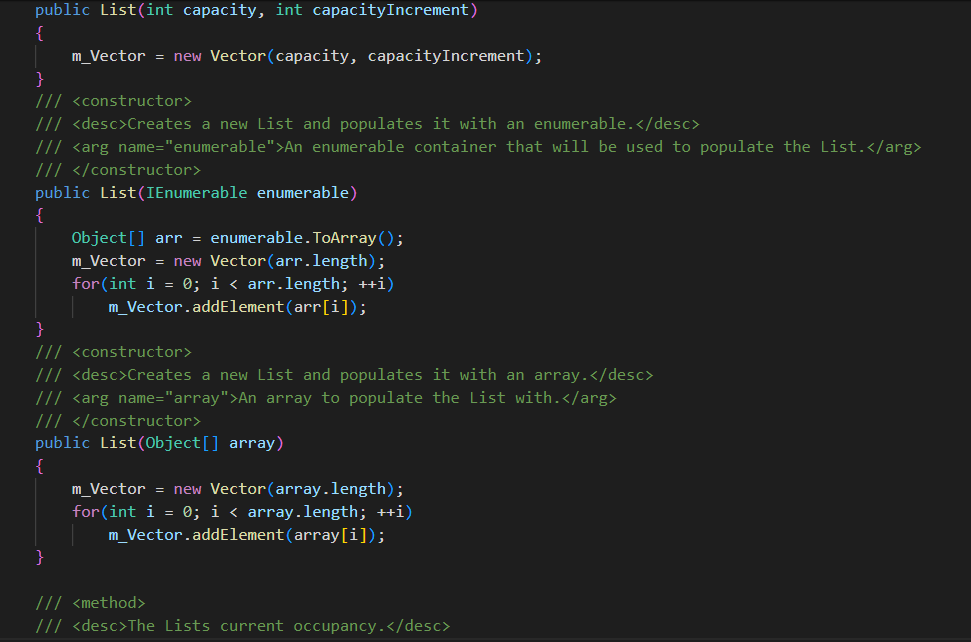 public List(int capacity, int capacityIncrement)
{
    m_Vector = new Vector(capacity, capacityIncrement);
}
/// <constructor>
/// <desc>Creates a new List and populates it with an enumerable.</desc>
/// <arg name="enumerable">An enumerable container that will be used to populate the List.</arg>
/// </constructor>
public List(IEnumerable enumerable)
{
    Object[] arr = enumerable.ToArray();
    m_Vector = new Vector(arr.length);
    for(int i = 0; i < arr.length; ++i)
        m_Vector.addElement(arr[i]);
}
/// <constructor>
/// <desc>Creates a new List and populates it with an array.</desc>
/// <arg name="array">An array to populate the List with.</arg>
/// </constructor>
public List(Object[] array)
{
    m_Vector = new Vector(array.length);
    for(int i = 0; i < array.length; ++i)
        m_Vector.addElement(array[i]);
}

/// <method>
/// <desc>The Lists current occupancy.</desc>